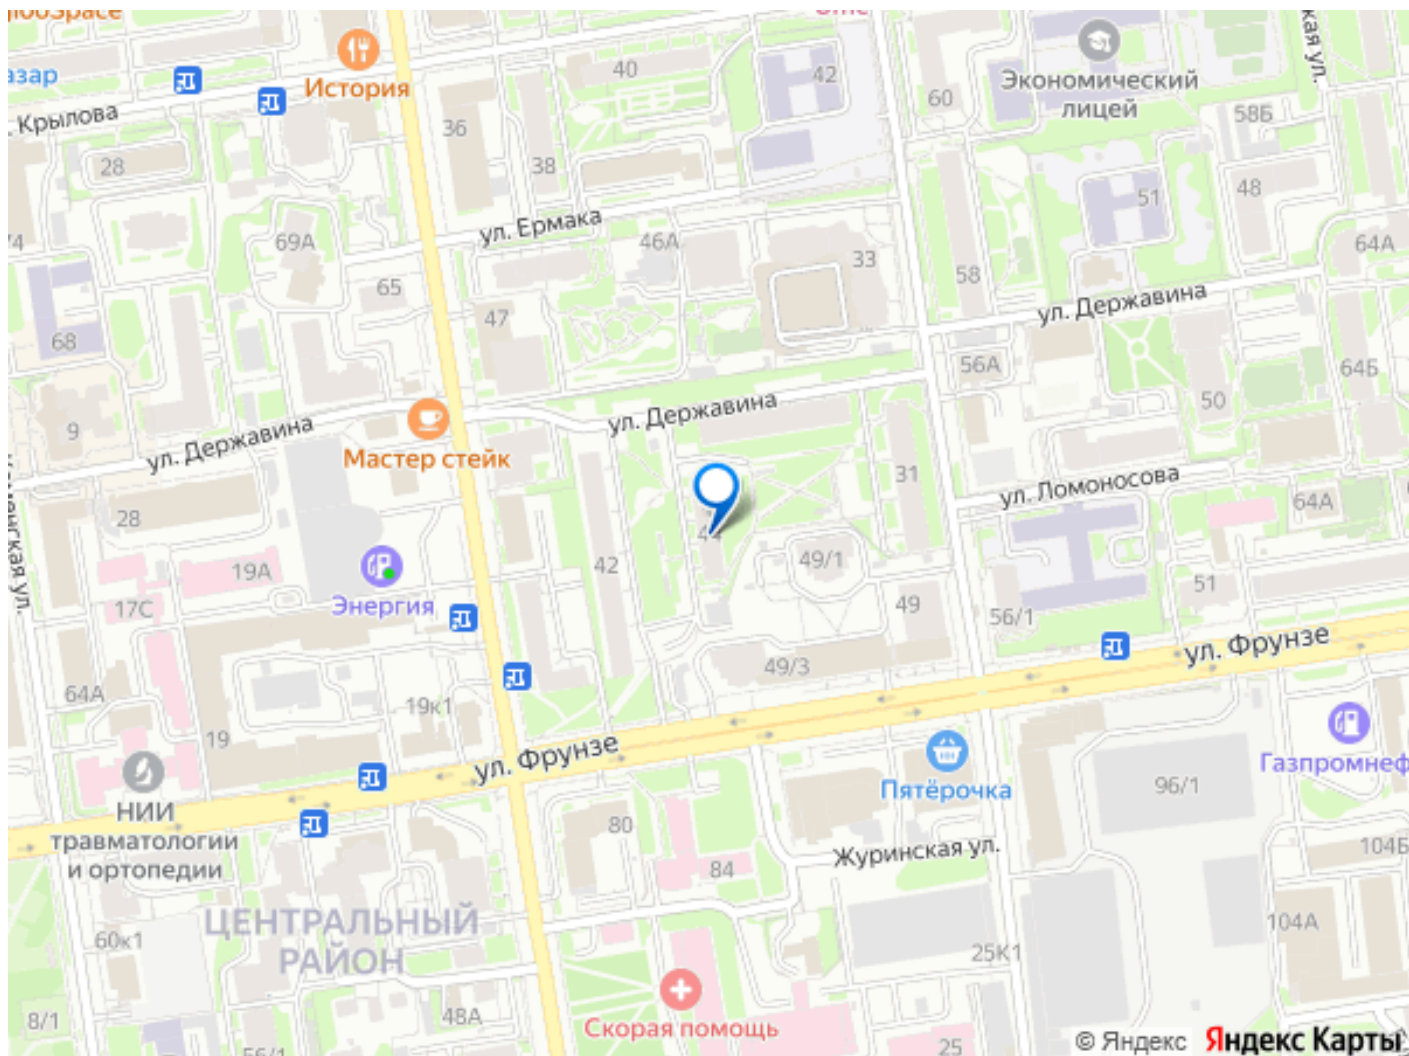 История
азар
. Крылова
28
36
40
42
38
60
Экономический
лицей
58Б
кая ул.
51
48
64А
ул. Ермака
69А
46А
33
58
65
47
68
ул. Державина
56А
64Б
50
9
ул. Державина
ул. Державина
Мастер стейк
31
ул. Ломоносова
64А
28
19А
17С
Энергия
42
49/1
49
51
56/1
49/3
ул. Фрунзе
64А
19к1
19
ул. Фрунзе
НИИ
травматологии
и ортопедии
Пятёрочка
Газпромнеф
96/1
80
84
Журинская ул.
104Б
ЦЕНТРАЛЬНЫЙ
РАЙОН
60к1
104А
25К1
8/1
48А
Скорая помощь
25
© Яндекс
Яндекс Карты